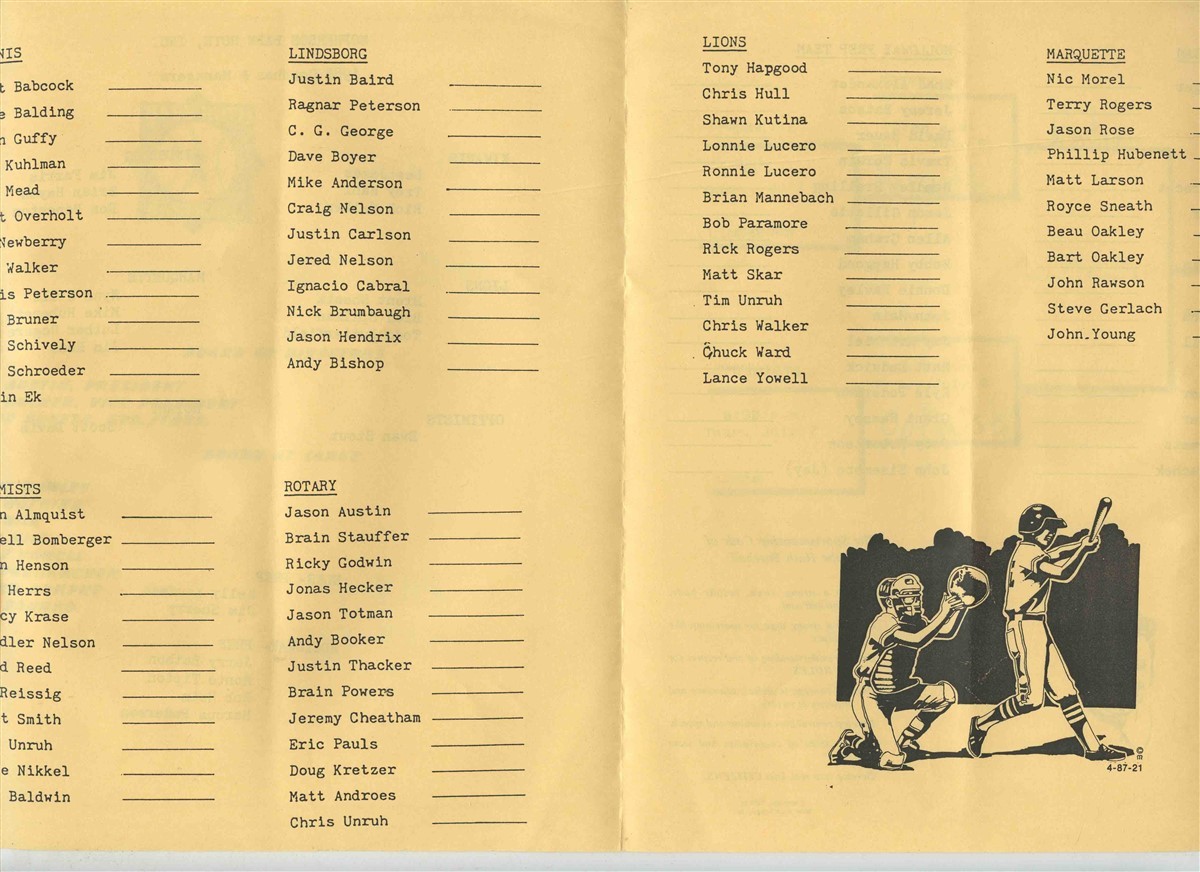 NIS
t Babcock
e Balding
n Guffy
Kuhlman
Mead
t Overholt
Newberry
Walker
is Peterson
Bruner
Schively
Schroeder
in Ek
LINDSBORG
Justin Baird
Ragnar Peterson
C. G. George
Dave Boyer
Mike Anderson
Craig Nelson
Justin Carlson
Jered Nelson
Ignacio Cabral
Nick Brumbaugh
Jason Hendrix
Andy Bishop
LIONS
Tony Hapgood
Chris Hull
Shawn Kutina
Lonnie Lucero
Ronnie Lucero
Brian Mannebach
Bob Paramore
Rick Rogers
Matt Skar
Tim Unruh
Chris Walker
Chuck Ward
Lance Yowell
MARQUETTE
Nic Morel
Terry Rogers
Jason Rose
Phillip Hubenett
Matt Larson
Royce Sneath
Beau Oakley
Bart Oakley
John Rawson
Steve Gerlach
John.Young
MISTS
n Almquist
ell Bomberger
n Henson
Herrs
cy Krase
dler Nelson
d Reed
Reissig
t Smith
Unruh
e Nikkel
Baldwin
ROTARY
Jason Austin
Brain Stauffer
Ricky Godwin
Jonas Hecker
Jason Totman
Andy Booker
Justin Thacker
Brain Powers
Jeremy Cheatham
Eric Pauls
Doug Kretzer
Matt Androes
Chris Unruh
4-87-21